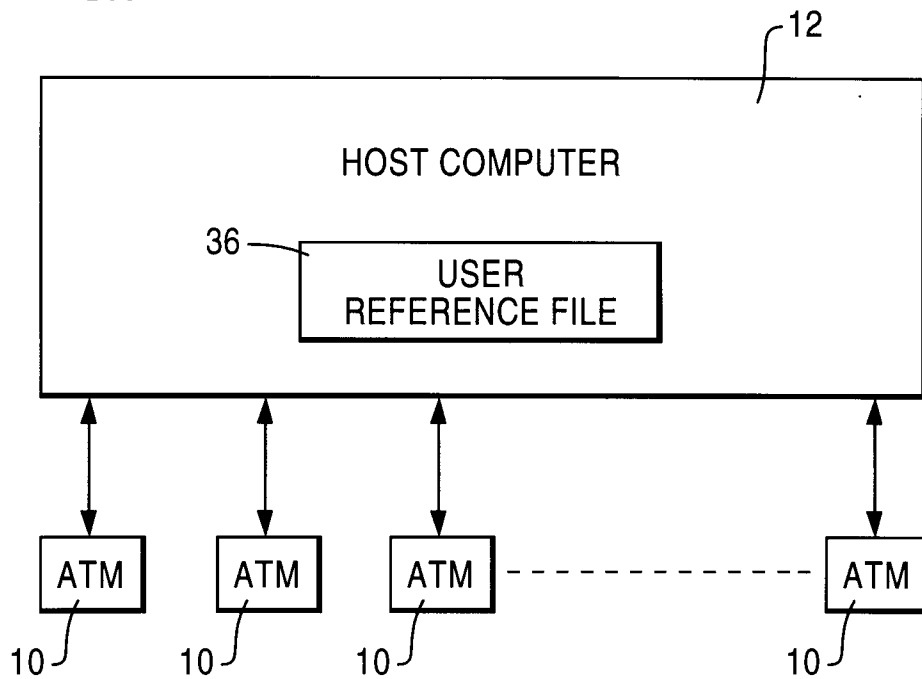 12
HOST COMPUTER
36
USER
REFERENCE FILE
ATM ATM ATM ATM
10 10 10 10